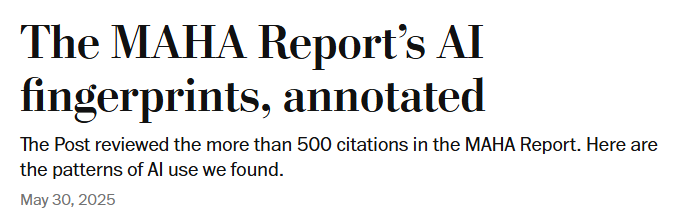 The MAHA Report’s AI
fingerprints, annotated
The Post reviewed the more than 500 citations in the MAHA Report. Here are
the patterns of AI use we found.
May 30, 2025